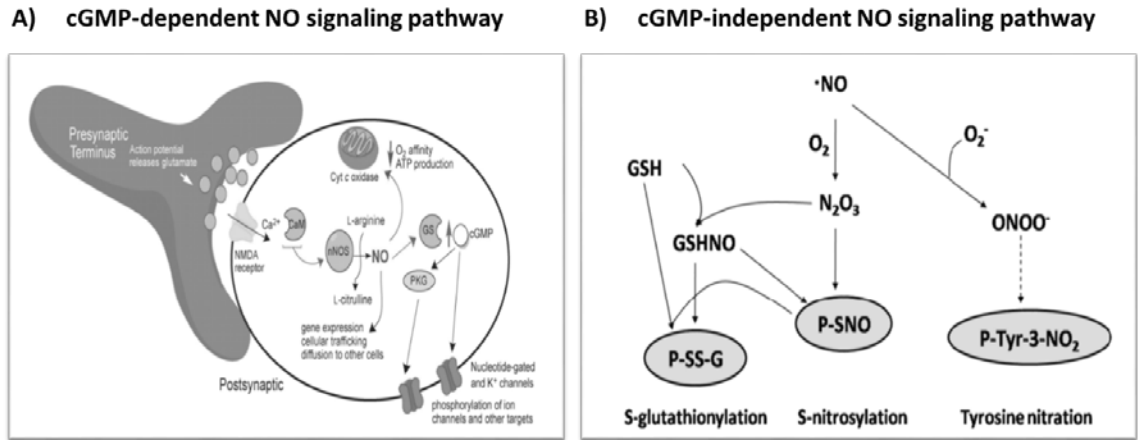 A) cGMP-dependent NO signaling pathway
Presynaptic
Terminus
Action potential
releases glutamate
Cyt c oxidase
O₂ affinity
ATP production
Ca²⁺
CaM
L-arginine
nNOS
NO
GS
cGMP
NMDA
receptor
PKG
L-citrulline
gene expression
cellular trafficking
diffusion to other cells
Postsynaptic
Nucleotide-gated
and K⁺ channels
phosphorylation of ion
channels and other targets
B) cGMP-independent NO signaling pathway
•NO
O₂
O₂⁻
GSH
N₂O₃
ONOO⁻
GSHNO
P-SNO
P-Tyr-3-NO₂
P-SS-G
S-glutathionylation S-nitrosylation Tyrosine nitration